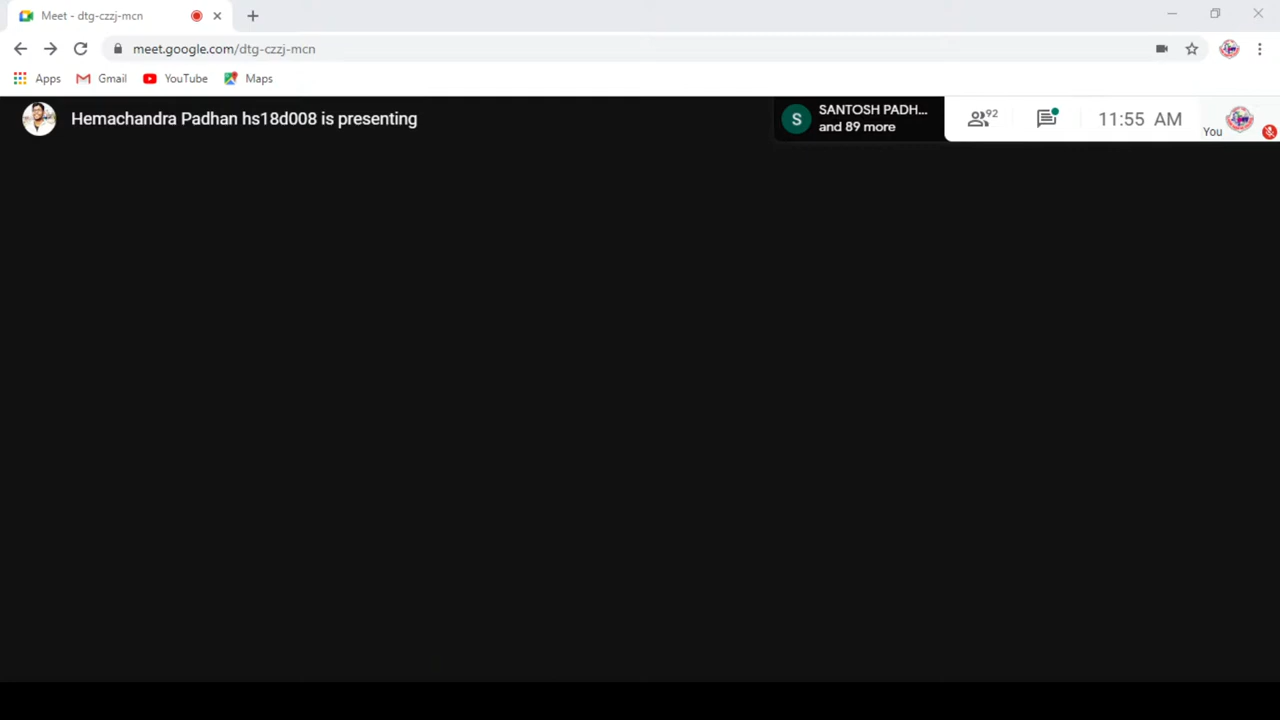 Meet - dtg-czzj-mcn
meet.google.com/dtg-czzj-mcn
Apps Gmail YouTube Maps
Hemachandra Padhan hs18d008 is presenting
S
SANTOSH PADH...
and 89 more
92
11:55 AM
You